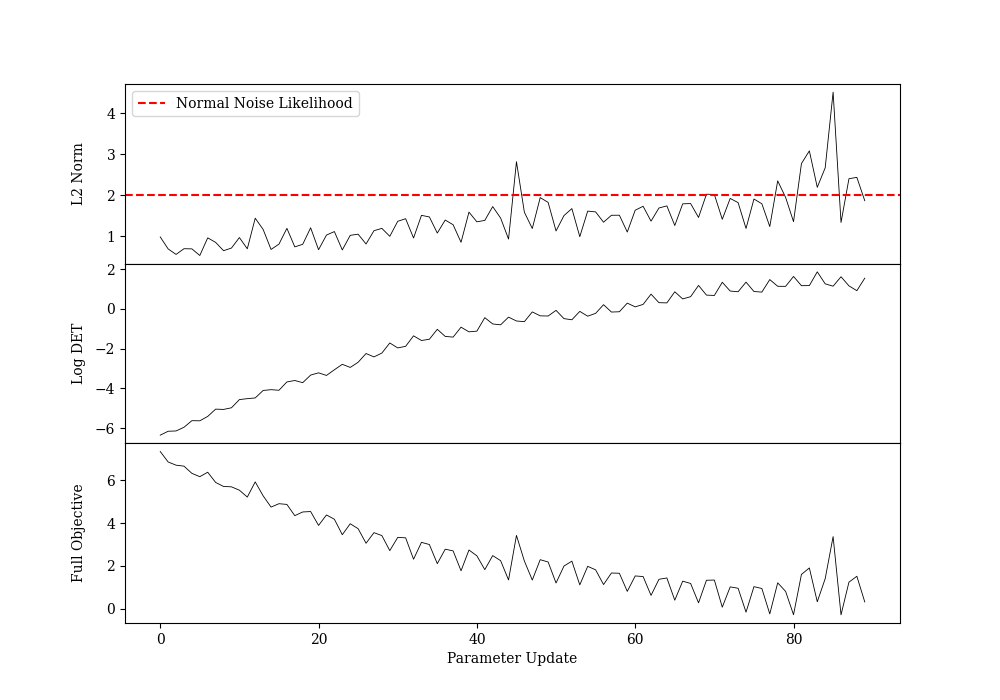 Normal Noise Likelihood
4
3
2
1
L2 Norm
2
0
−2
−4
−6
Log DET
6
4
2
0
Full Objective
0 20 40 60 80
Parameter Update